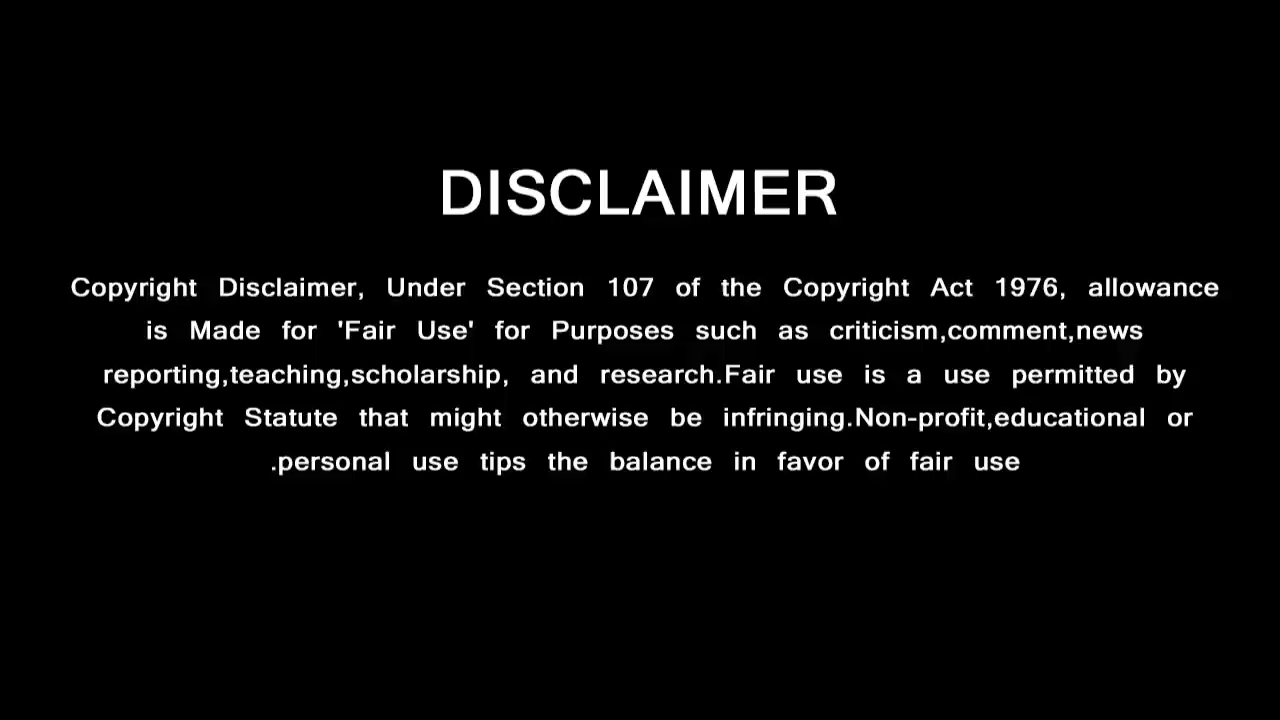 DISCLAIMER
Copyright Disclaimer, Under Section 107 of the Copyright Act 1976, allowance
is Made for 'Fair Use' for Purposes such as criticism,comment,news
reporting,teaching,scholarship, and research.Fair use is a use permitted by
Copyright Statute that might otherwise be infringing.Non-profit,educational or
.personal use tips the balance in favor of fair use